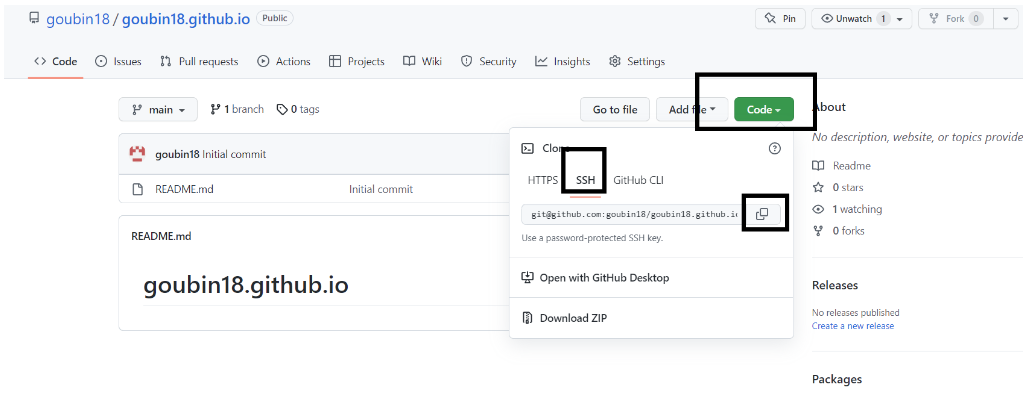 goubin18 / goubin18.github.io Public
Pin
Unwatch 1
Fork 0
Code
Issues
Pull requests
Actions
Projects
Wiki
Security
Insights
Settings
main
1 branch
0 tags
Go to file
Add file
Code
goubin18 Initial commit
README.md Initial commit
README.md
goubin18.github.io
HTTPS
SSH
GitHub CLI
git@github.com:goubin18/goubin18.github.io
Use a password-protected SSH key.
Open with GitHub Desktop
Download ZIP
About
No description, website, or topics provide
Readme
0 stars
1 watching
0 forks
Releases
No releases published
Create a new release
Packages